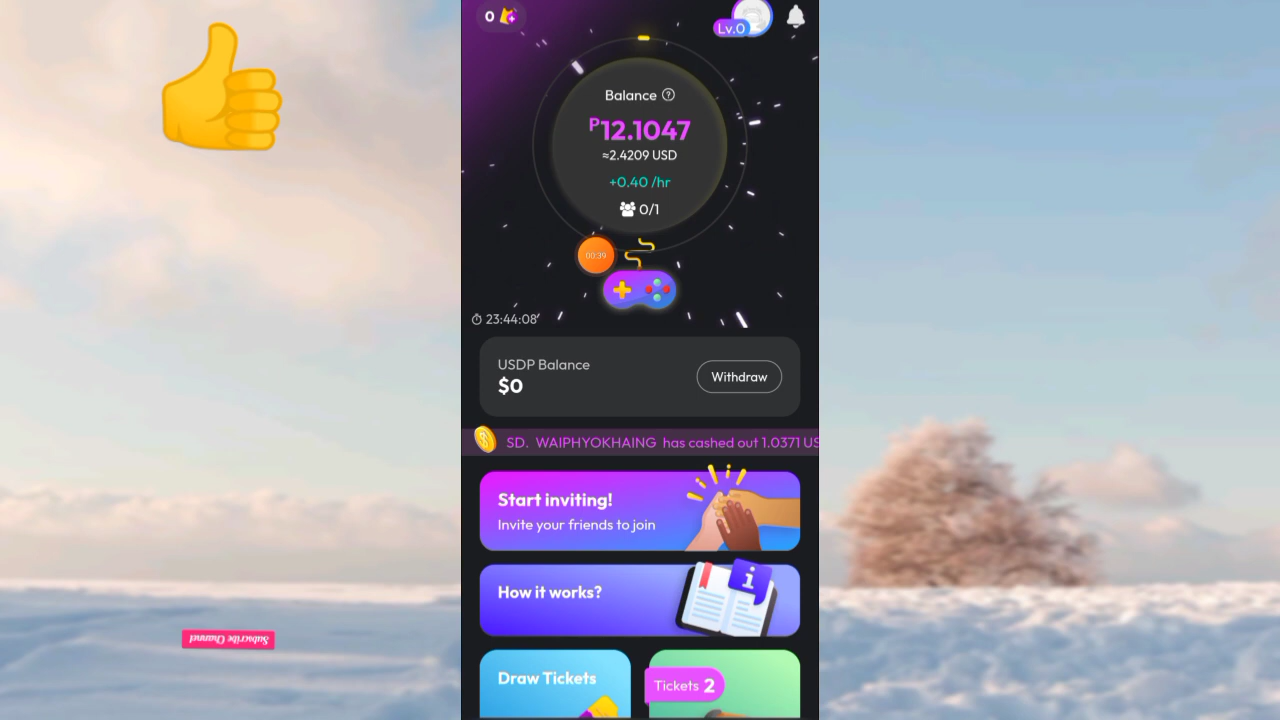 0
Lv.0
Balance
P12.1047
≈2.4209 USD
+0.40 /hr
0/1
00:39
23:44:08
USDP Balance
$0
Withdraw
SD. WAIPHYOKHAING has cashed out 1.0371 US
Start inviting!
Invite your friends to join
How it works?
Draw Tickets
Tickets 2
Subscribe Channel